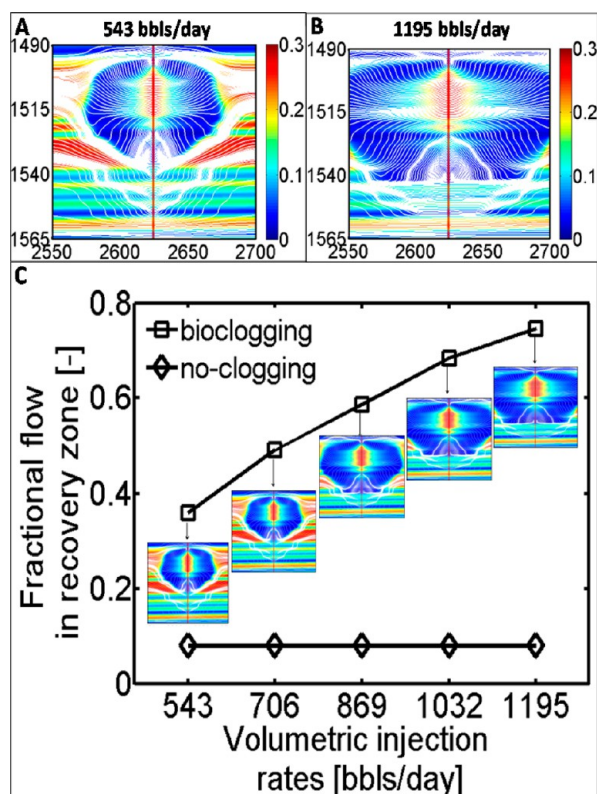 A
543 bbls/day
1490
1515
1540
1565
2550 2600 2650 2700
0.3
0.2
0.1
0
B
1195 bbls/day
1490
1515
1540
1565
2550 2600 2650 2700
0.3
0.2
0.1
0
C
Fractional flow
in recovery zone [-]
0.8
0.6
0.4
0.2
0
bioclogging
no-clogging
543 706 869 1032 1195
Volumetric injection
rates [bbls/day]